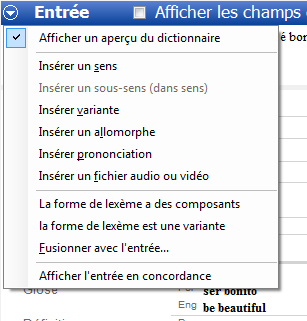 Entrée Afficher les champs
Afficher un aperçu du dictionnaire
Insérer un sens
Insérer un sous-sens (dans sens)
Insérer variante
Insérer un allomorphe
Insérer prononciation
Insérer un fichier audio ou vidéo
La forme de lexème a des composants
la forme de lexème est une variante
Fusionner avec l'entrée...
Afficher l'entrée en concordance
Glose
ser bonito
Eng be beautiful